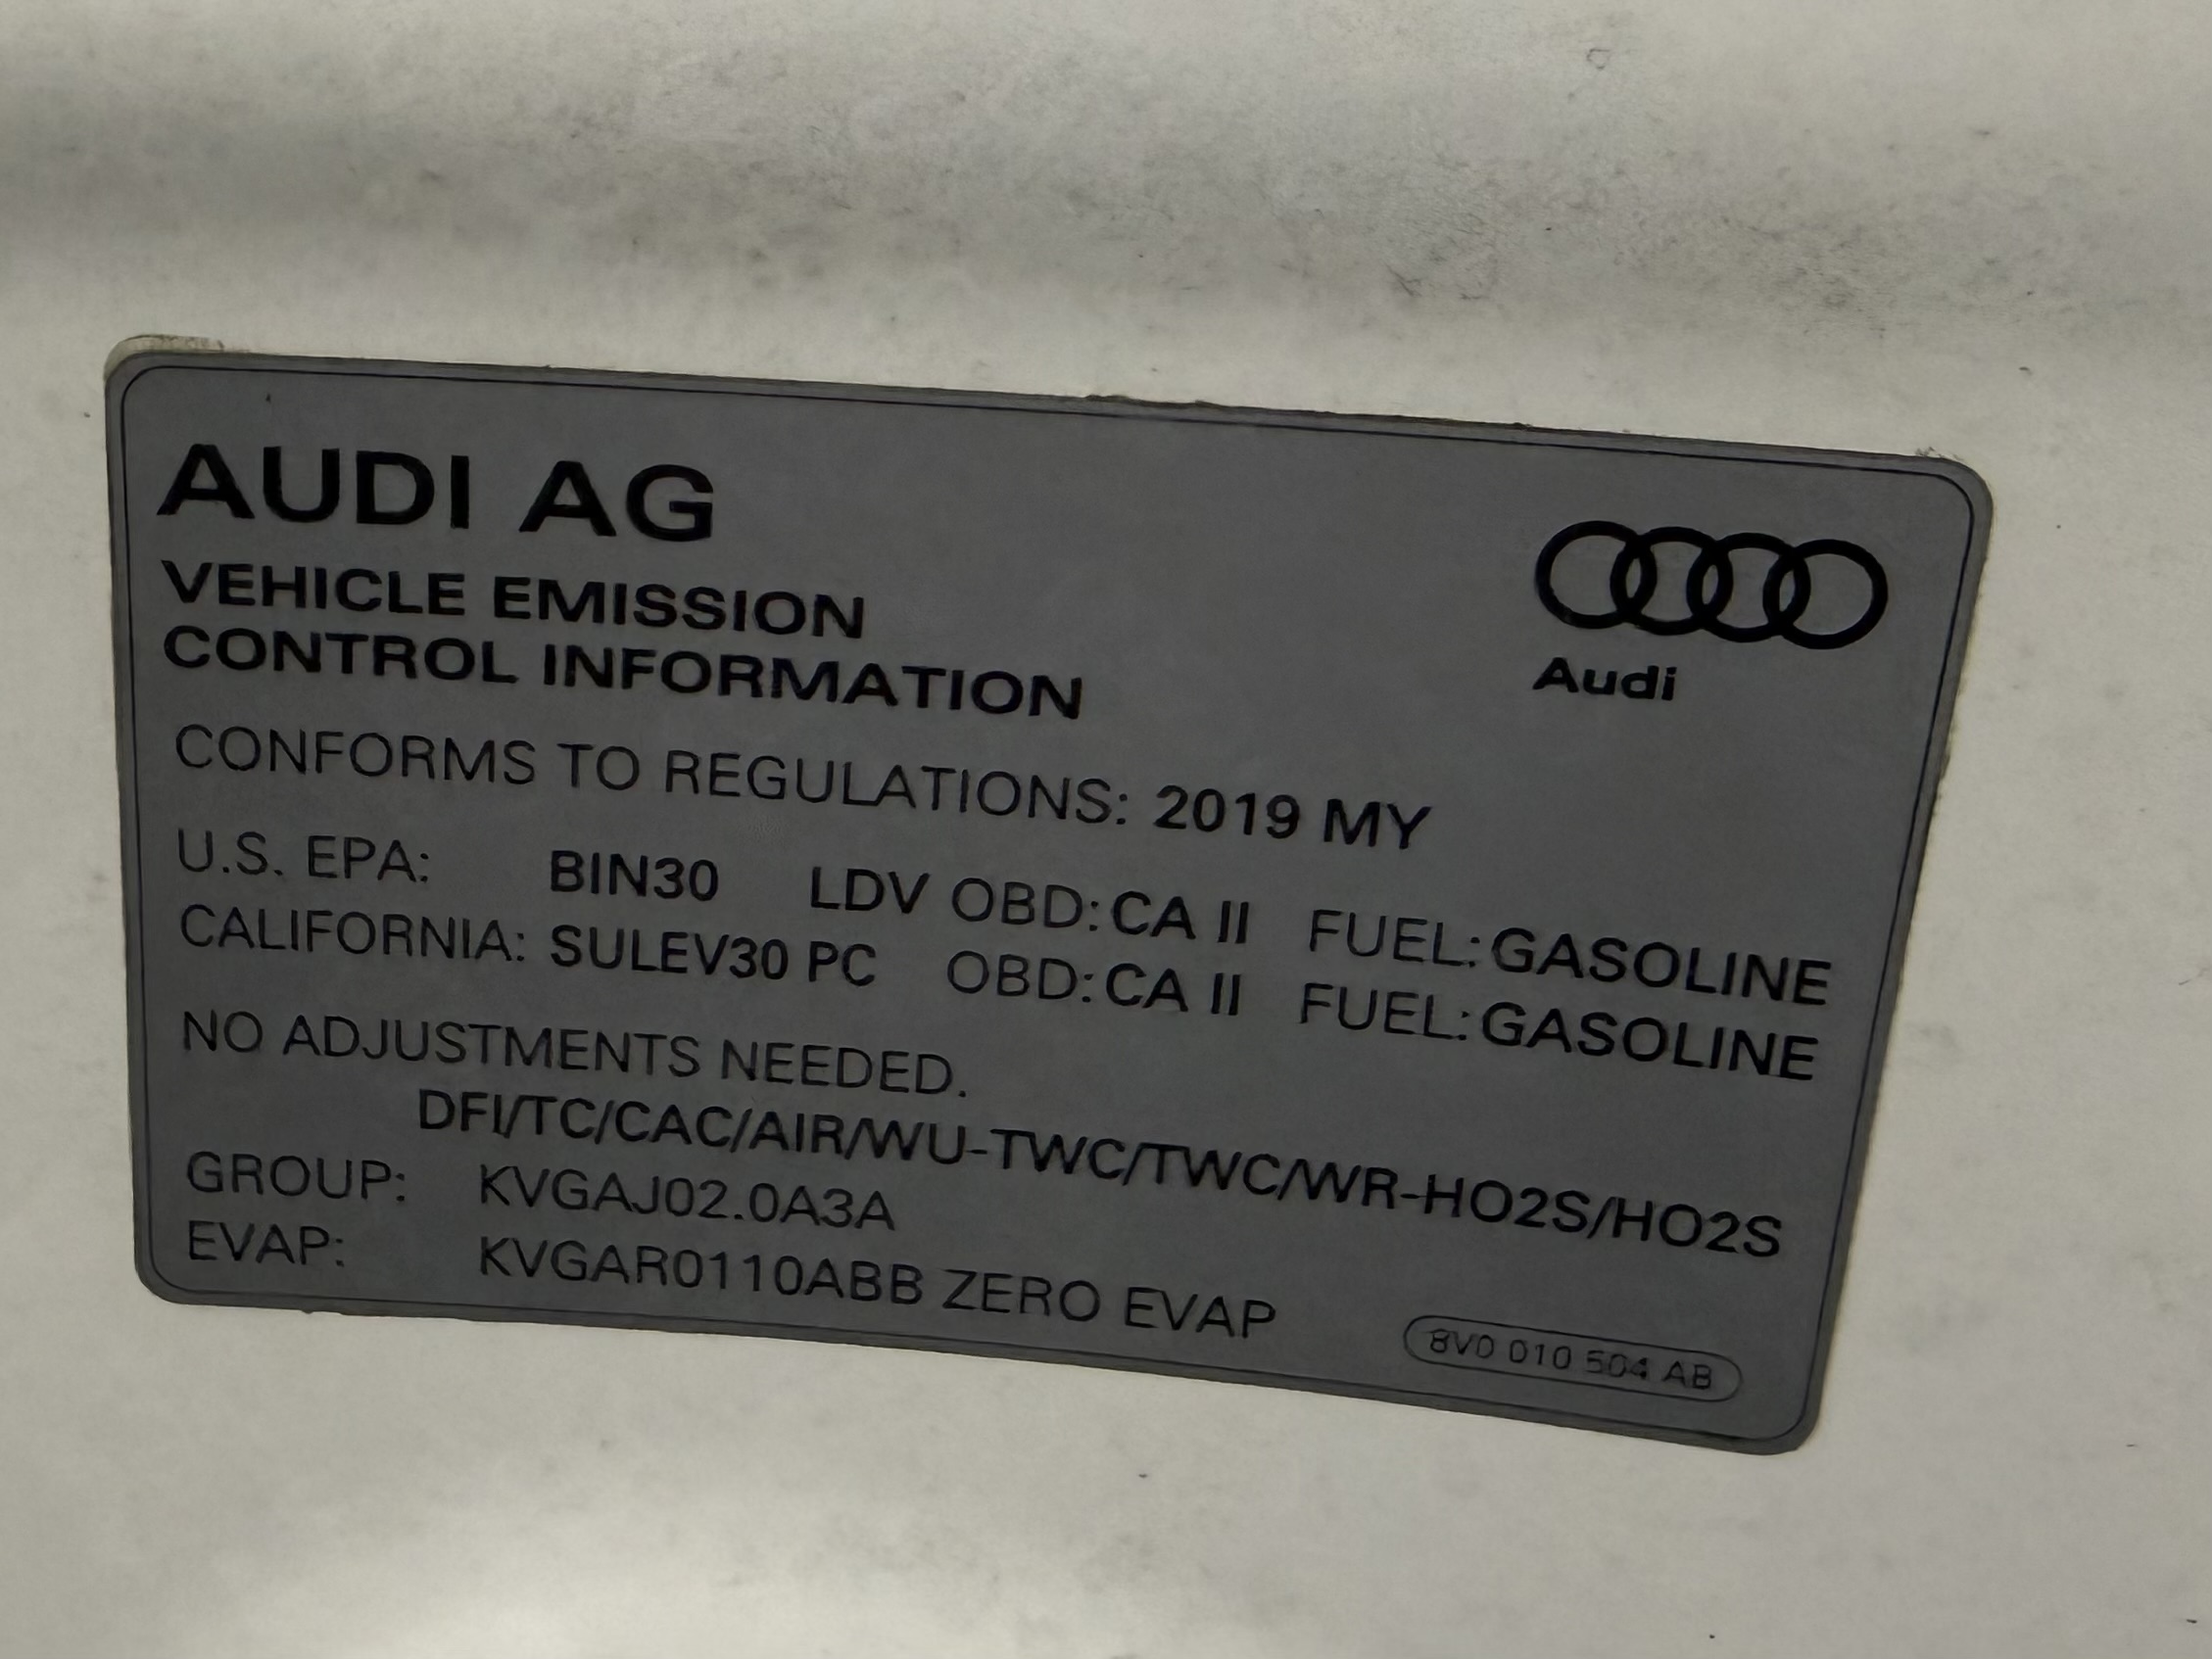 AUDI AG
Audi
VEHICLE EMISSION
CONTROL INFORMATION
CONFORMS TO REGULATIONS: 2019 MY
U.S. EPA: BIN30 LDV OBD:CA II FUEL:GASOLINE
CALIFORNIA: SULEV30 PC OBD:CA II FUEL:GASOLINE
NO ADJUSTMENTS NEEDED.
DFI/TC/CAC/AIR/WU-TWC/TWC/WR-HO2S/HO2S
GROUP: KVGAJ02.0A3A
EVAP: KVGAR0110ABB ZERO EVAP
8V0 010 504 AB